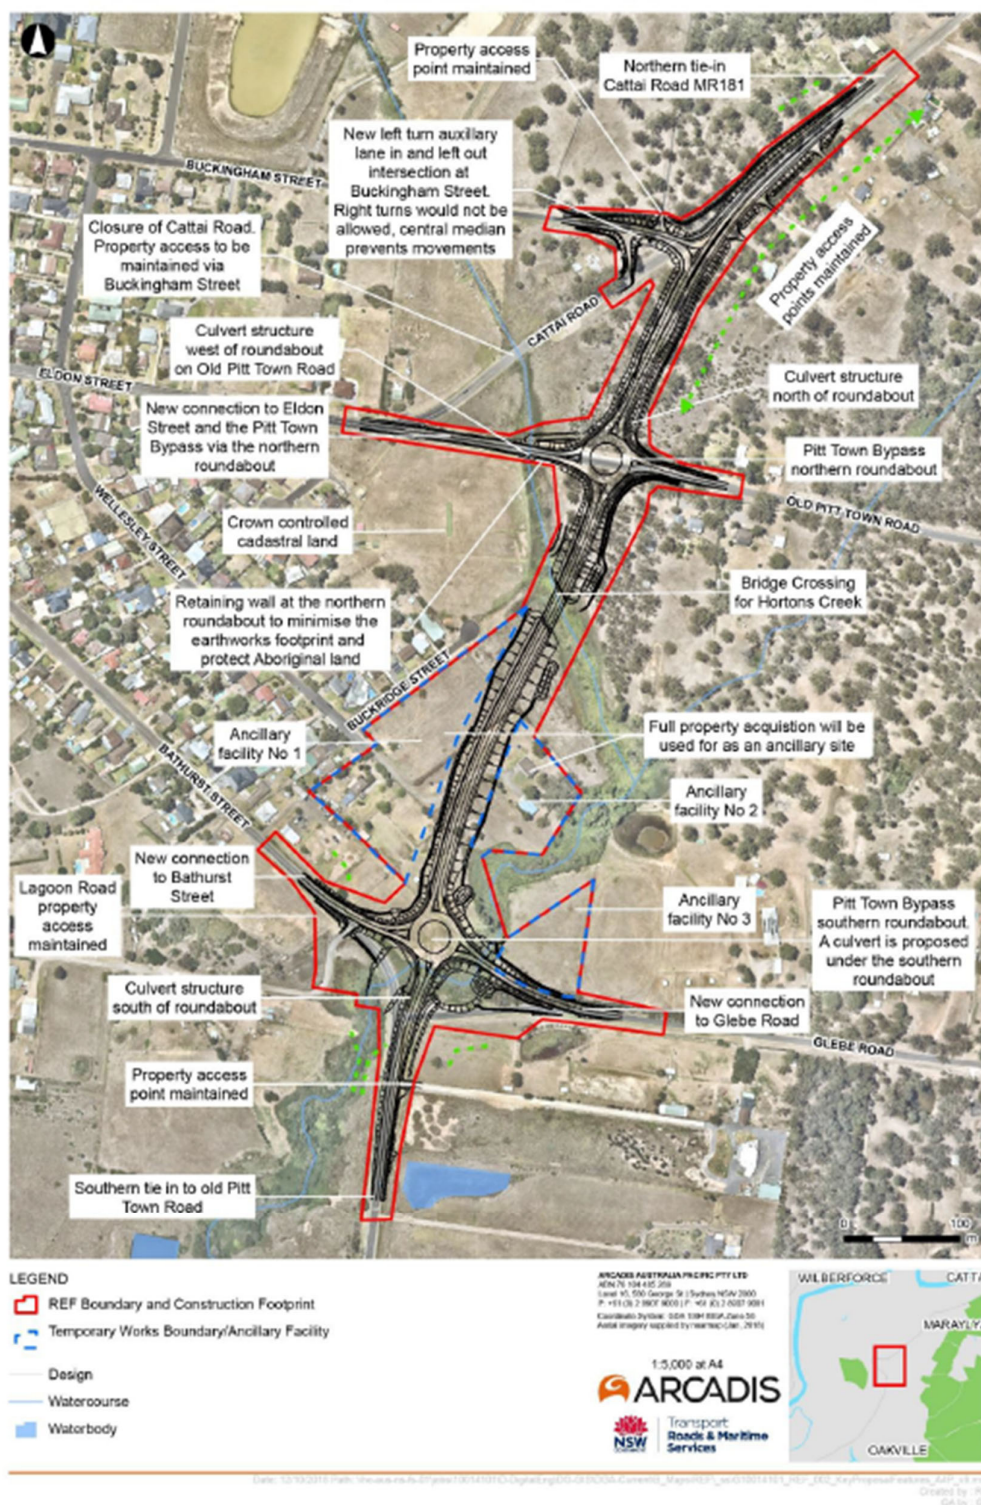 Property access
point maintained
Northern tie-in
Cattai Road MR181
New left turn auxillary
lane in and left out
intersection at
Buckingham Street.
Right turns would not be
allowed, central median
prevents movements
BUCKINGHAM STREET
Closure of Cattai Road.
Property access to be
maintained via
Buckingham Street
Property access
points maintained
CATTAI ROAD
Culvert structure
west of roundabout
on Old Pitt Town Road
ELDON STREET
Culvert structure
north of roundabout
New connection to Eldon
Street and the Pitt Town
Bypass via the northern
roundabout
Pitt Town Bypass
northern roundabout
WELLESLEY STREET
OLD PITT TOWN ROAD
Crown controlled
cadastral land
Bridge Crossing
for Hortons Creek
Retaining wall at the northern
roundabout to minimise the
earthworks footprint and
protect Aboriginal land
BUCKRIDGE STREET
Ancillary
facility No 1
Full property acquistion will be
used for as an ancillary site
BATHURST STREET
Ancillary
facility No 2
New connection
to Bathurst
Street
Lagoon Road
property
access
maintained
Ancillary
facility No 3
Pitt Town Bypass
southern roundabout.
A culvert is proposed
under the southern
roundabout
Culvert structure
south of roundabout
New connection
to Glebe Road
GLEBE ROAD
Property access
point maintained
Southern tie in to old Pitt
Town Road
0 100
m
LEGEND
REF Boundary and Construction Footprint
Temporary Works Boundary/Ancillary Facility
Design
Watercourse
Waterbody
ARCADIS AUSTRALIA PACIFIC PTY LTD
1:5,000 at A4
ARCADIS
NSW
GOVERNMENT
Transport
Roads & Maritime
Services
WILBERFORCE
CATTA
MARAYLY
OAKVILLE
Created by :